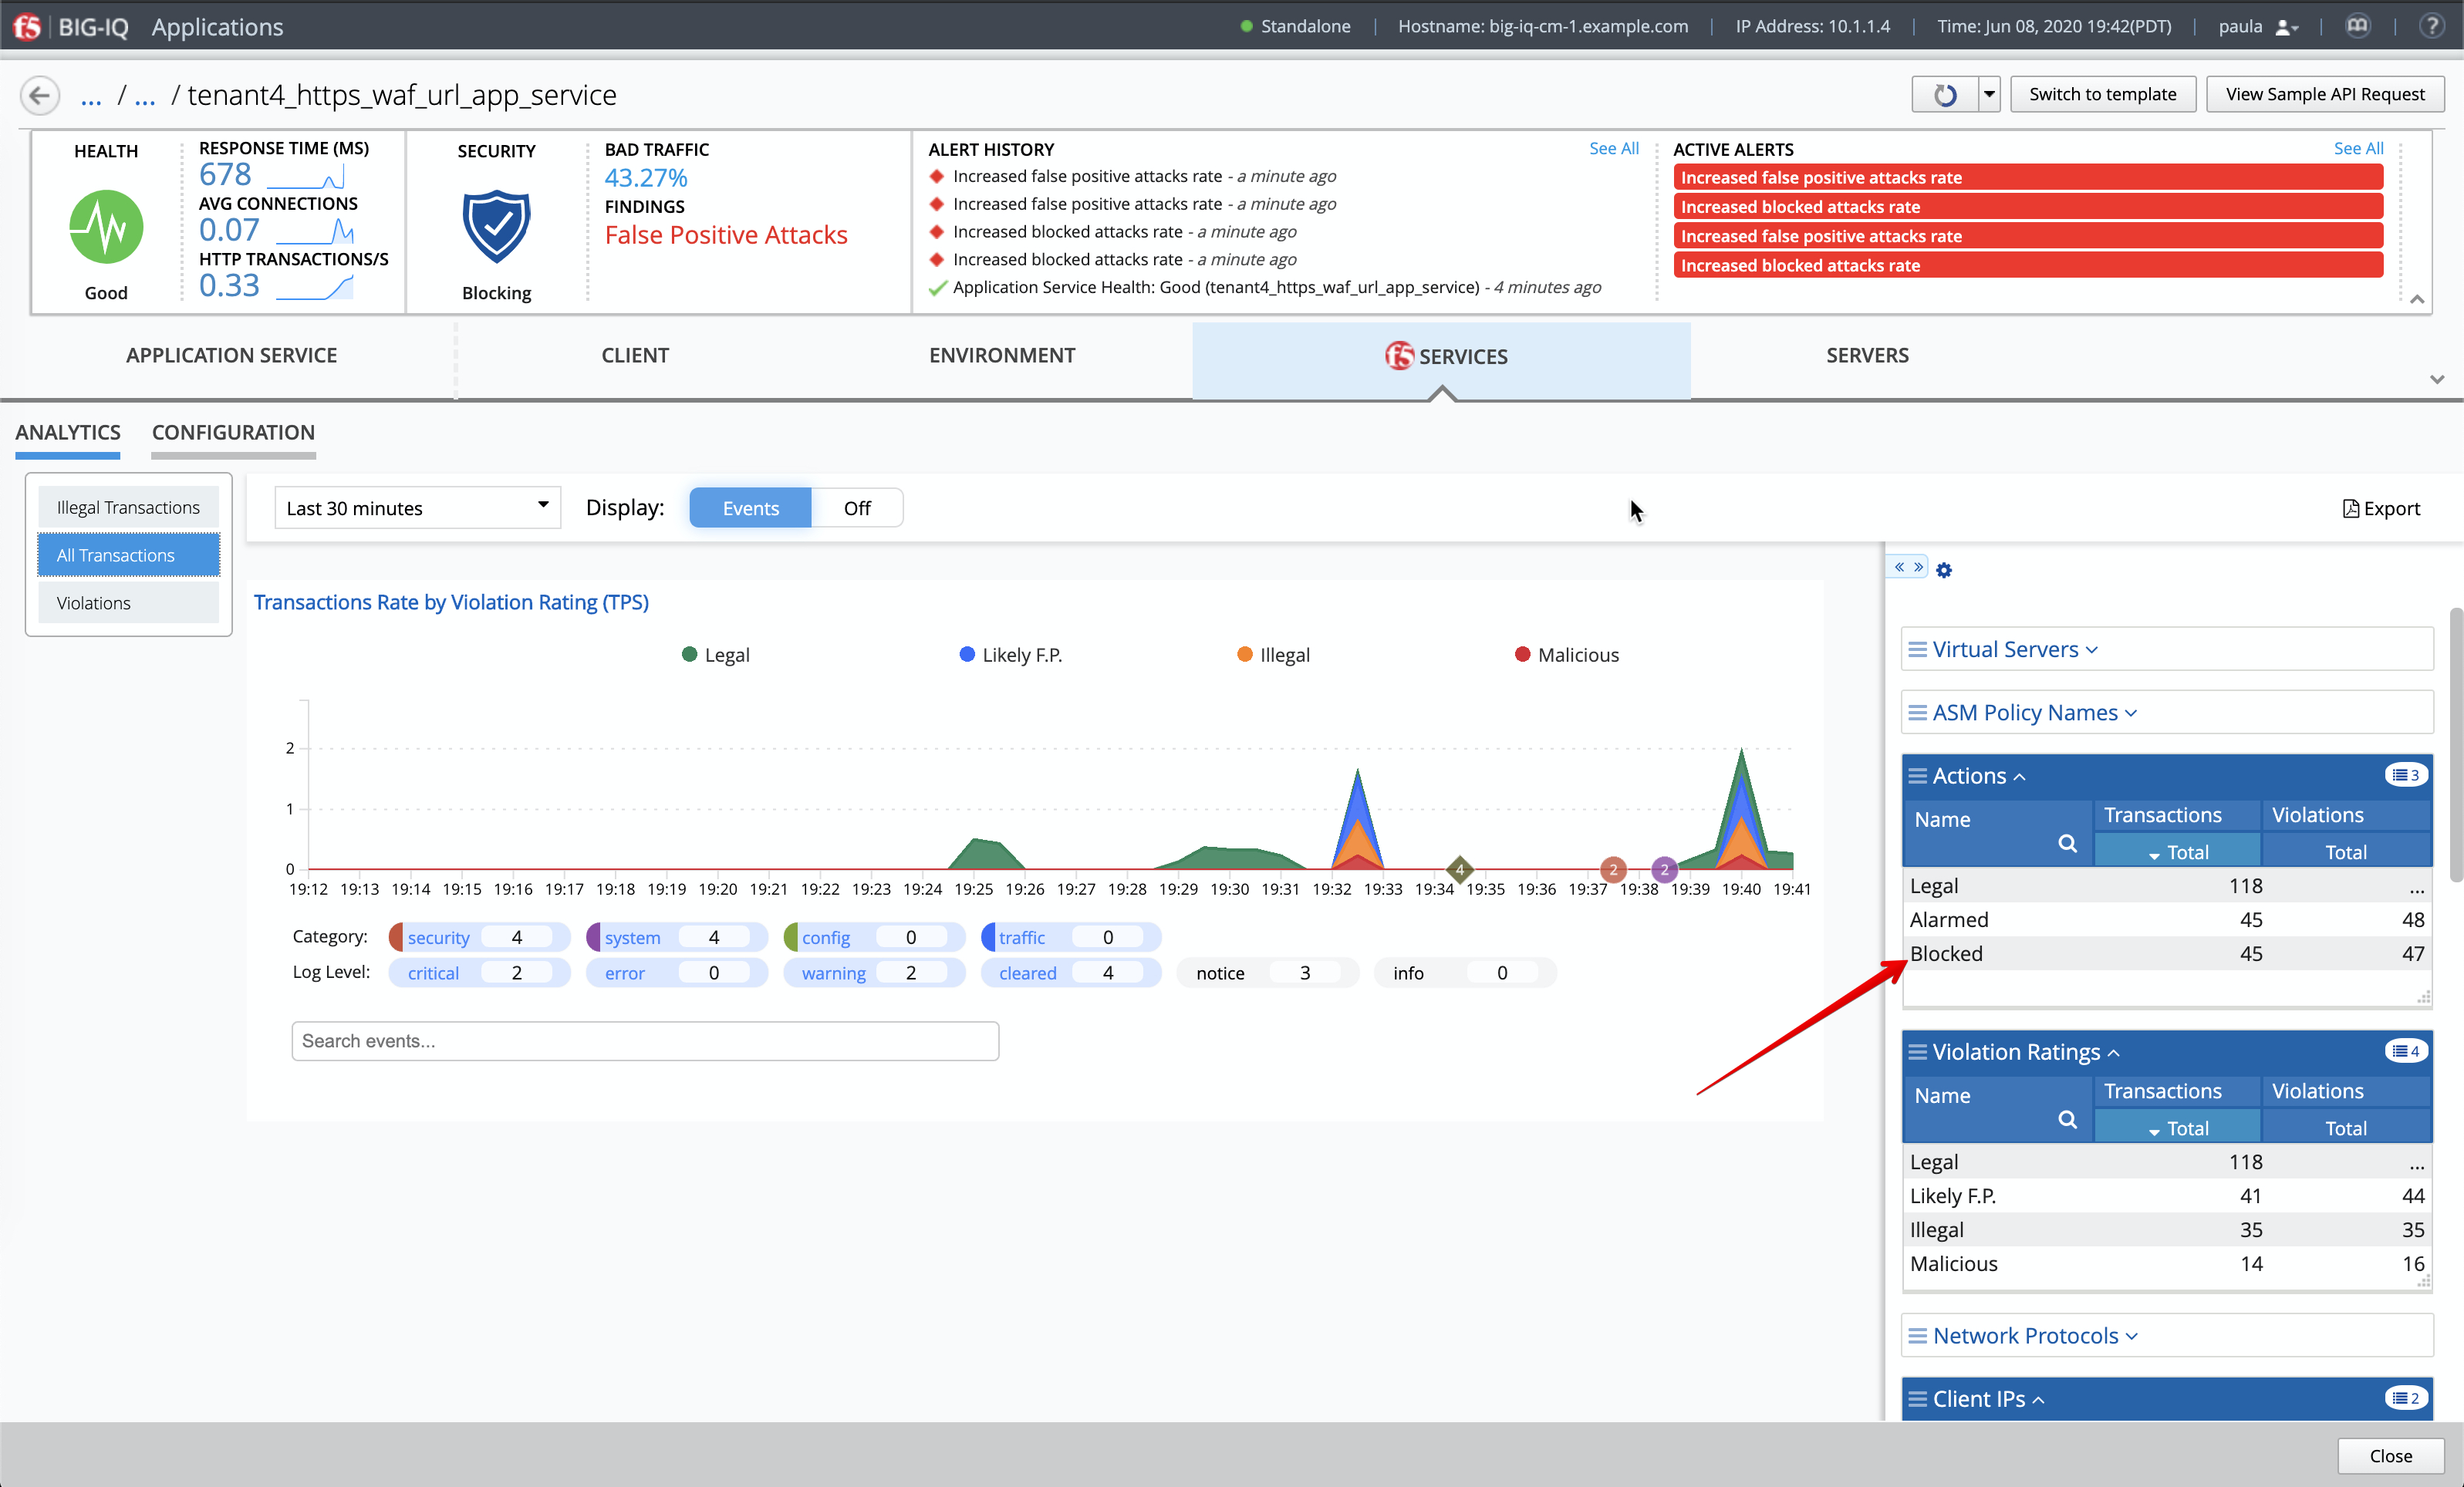 f5 BIG-IQ Applications
Standalone | Hostname: big-iq-cm-1.example.com | IP Address: 10.1.1.4 | Time: Jun 08, 2020 19:42(PDT) | paula
?
... / ... / tenant4_https_waf_url_app_service
Switch to template
View Sample API Request
HEALTH
Good
RESPONSE TIME (MS)
678
AVG CONNECTIONS
0.07
HTTP TRANSACTIONS/S
0.33
SECURITY
Blocking
BAD TRAFFIC
43.27%
FINDINGS
False Positive Attacks
ALERT HISTORY See All
Increased false positive attacks rate - a minute ago
Increased false positive attacks rate - a minute ago
Increased blocked attacks rate - a minute ago
Increased blocked attacks rate - a minute ago
Application Service Health: Good (tenant4_https_waf_url_app_service) - 4 minutes ago
ACTIVE ALERTS See All
Increased false positive attacks rate
Increased blocked attacks rate
Increased false positive attacks rate
Increased blocked attacks rate
APPLICATION SERVICE CLIENT ENVIRONMENT f5 SERVICES SERVERS
ANALYTICS CONFIGURATION
Illegal Transactions
All Transactions
Violations
Last 30 minutes Display: Events Off Export
Transactions Rate by Violation Rating (TPS)
Legal Likely F.P. Illegal Malicious
2
1
0
4 2 2
19:12 19:13 19:14 19:15 19:16 19:17 19:18 19:19 19:20 19:21 19:22 19:23 19:24 19:25 19:26 19:27 19:28 19:29 19:30 19:31 19:32 19:33 19:34 19:35 19:36 19:37 19:38 19:39 19:40 19:41
Category: security 4 system 4 config 0 traffic 0
Log Level: critical 2 error 0 warning 2 cleared 4 notice 3 info 0
Search events...
« »
Virtual Servers
ASM Policy Names
Actions 3
Name Transactions Violations
Total Total
Legal 118 ...
Alarmed 45 48
Blocked 45 47
Violation Ratings 4
Name Transactions Violations
Total Total
Legal 118 ...
Likely F.P. 41 44
Illegal 35 35
Malicious 14 16
Network Protocols
Client IPs 2
Close